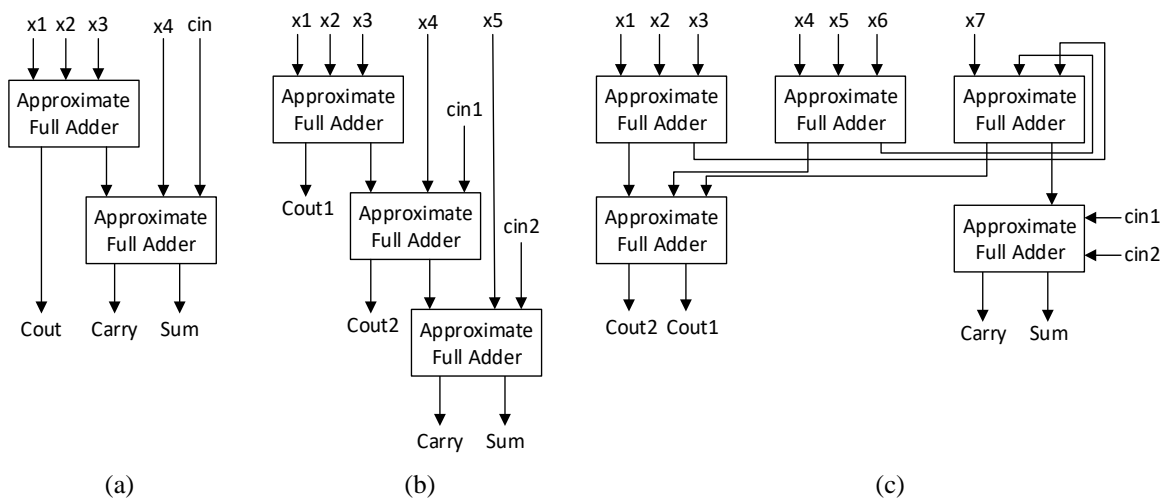 x1 x2 x3 x4 cin
Approximate
Full Adder
Approximate
Full Adder
Cout Carry Sum
(a)
x1 x2 x3 x4 x5
Approximate
Full Adder
cin1
Cout1
Approximate
Full Adder
cin2
Cout2
Approximate
Full Adder
Carry Sum
(b)
x1 x2 x3 x4 x5 x6 x7
Approximate
Full Adder
Approximate
Full Adder
Approximate
Full Adder
Approximate
Full Adder
Approximate
Full Adder
cin1
cin2
Cout2 Cout1
Carry Sum
(c)